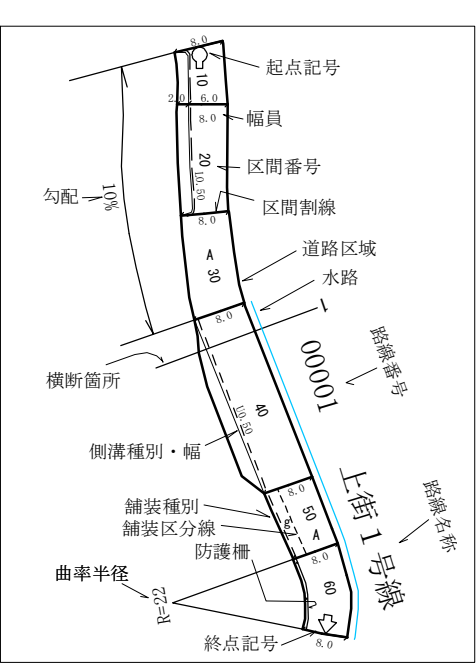 8.0
起点記号
10
2.0
6.0
8.0
幅員
20
区間番号
L0.50
勾配
10%
8.0
区間割線
A
30
道路区域
水路
8.0
1
横断箇所
00001
路線番号
40
U0.50
側溝種別・幅
8.0
舗装種別
舗装区分線
50
A
上街1号線
路線名称
防護柵
8.0
曲率半径
60
R=22
終点記号
8.0